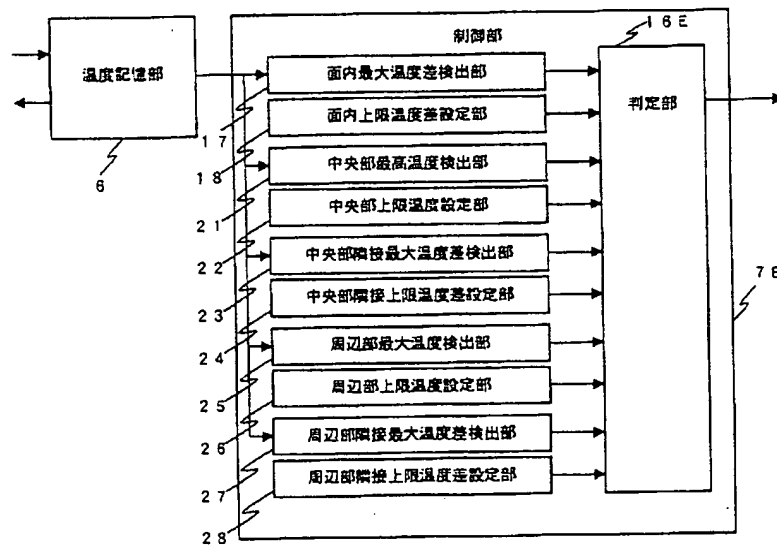 16E
制御部
温度記憶部
6
面内最大温度差検出部
17
面内上限温度差設定部
18
中央部最高温度検出部
21
中央部上限温度設定部
22
中央部隣接最大温度差検出部
23
中央部隣接上限温度差設定部
24
周辺部最大温度検出部
25
周辺部上限温度設定部
26
周辺部隣接最大温度差検出部
27
周辺部隣接上限温度差設定部
28
判定部
7E